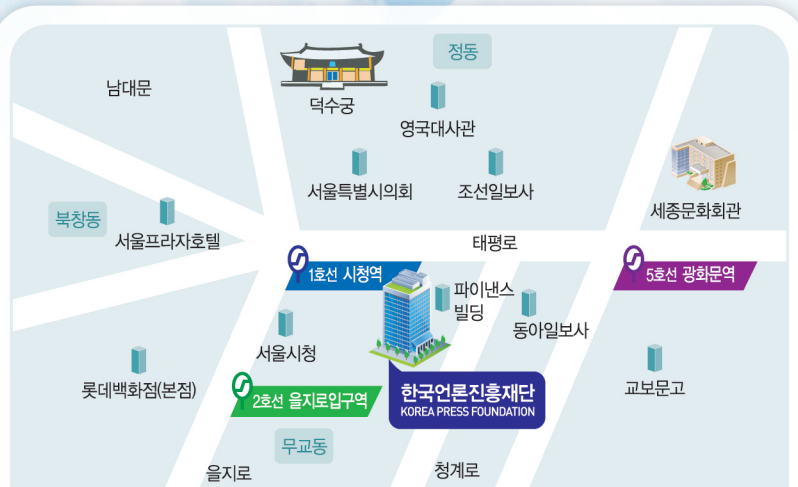 정동
남대문
덕수궁
영국대사관
서울특별시의회
조선일보사
세종문화회관
북창동
서울프라자호텔
태평로
1호선 시청역
5호선 광화문역
파이낸스
빌딩
동아일보사
서울시청
롯데백화점(본점)
2호선 을지로입구역
한국언론진흥재단
KOREA PRESS FOUNDATION
교보문고
무교동
을지로
청계로